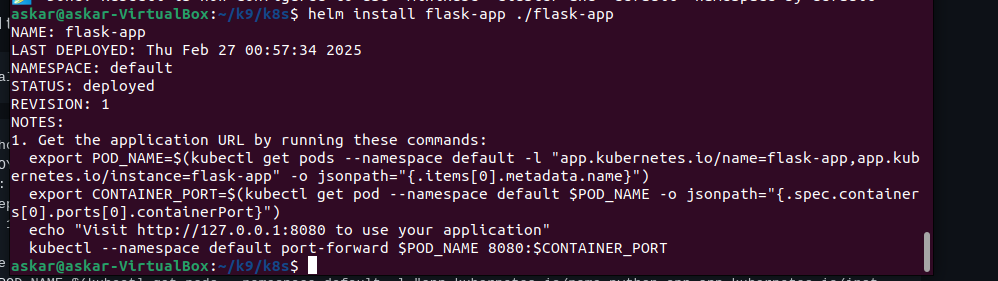 askar@askar-VirtualBox:~/k9/k8s$ helm install flask-app ./flask-app
NAME: flask-app
LAST DEPLOYED: Thu Feb 27 00:57:34 2025
NAMESPACE: default
STATUS: deployed
REVISION: 1
NOTES:
1. Get the application URL by running these commands:
  export POD_NAME=$(kubectl get pods --namespace default -l "app.kubernetes.io/name=flask-app,app.kub
ernetes.io/instance=flask-app" -o jsonpath="{.items[0].metadata.name}")
  export CONTAINER_PORT=$(kubectl get pod --namespace default $POD_NAME -o jsonpath="{.spec.container
s[0].ports[0].containerPort}")
  echo "Visit http://127.0.0.1:8080 to use your application"
  kubectl --namespace default port-forward $POD_NAME 8080:$CONTAINER_PORT
askar@askar-VirtualBox:~/k9/k8s$